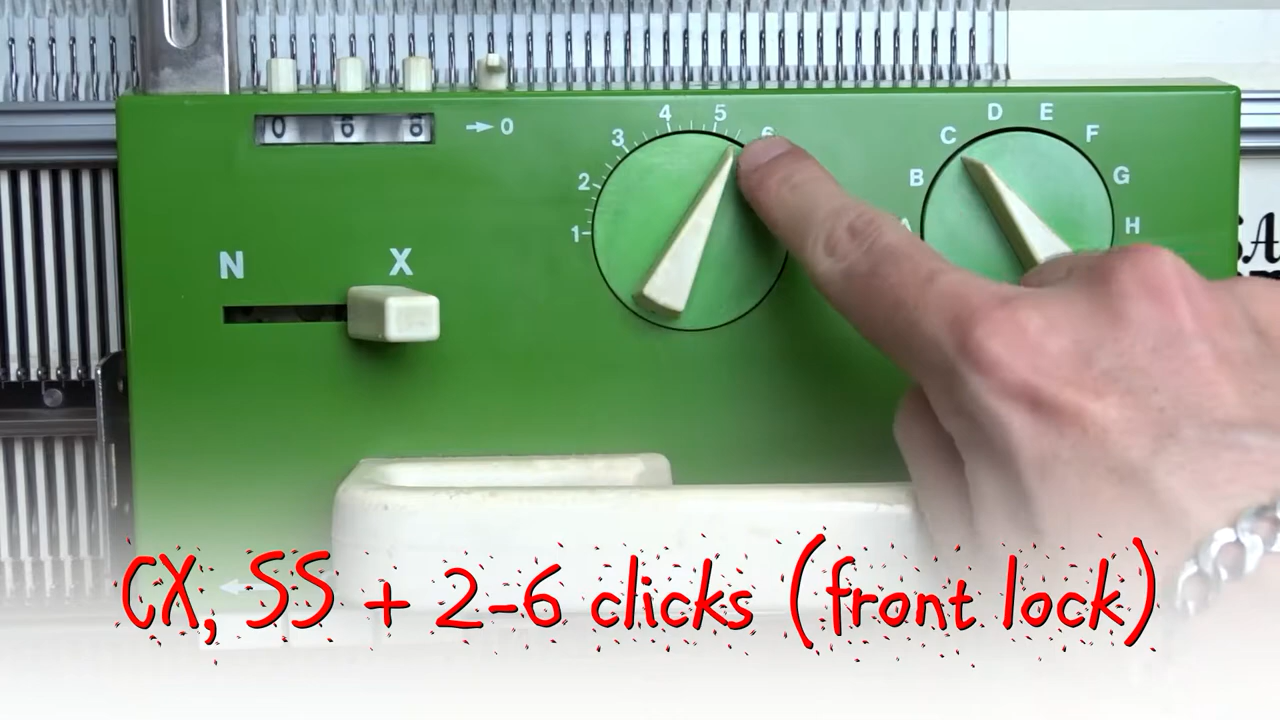 0 6 8 → 0
1 2 3 4 5 6
A B C D E F G H
N X
CX, SS + 2-6 clicks (front lock)